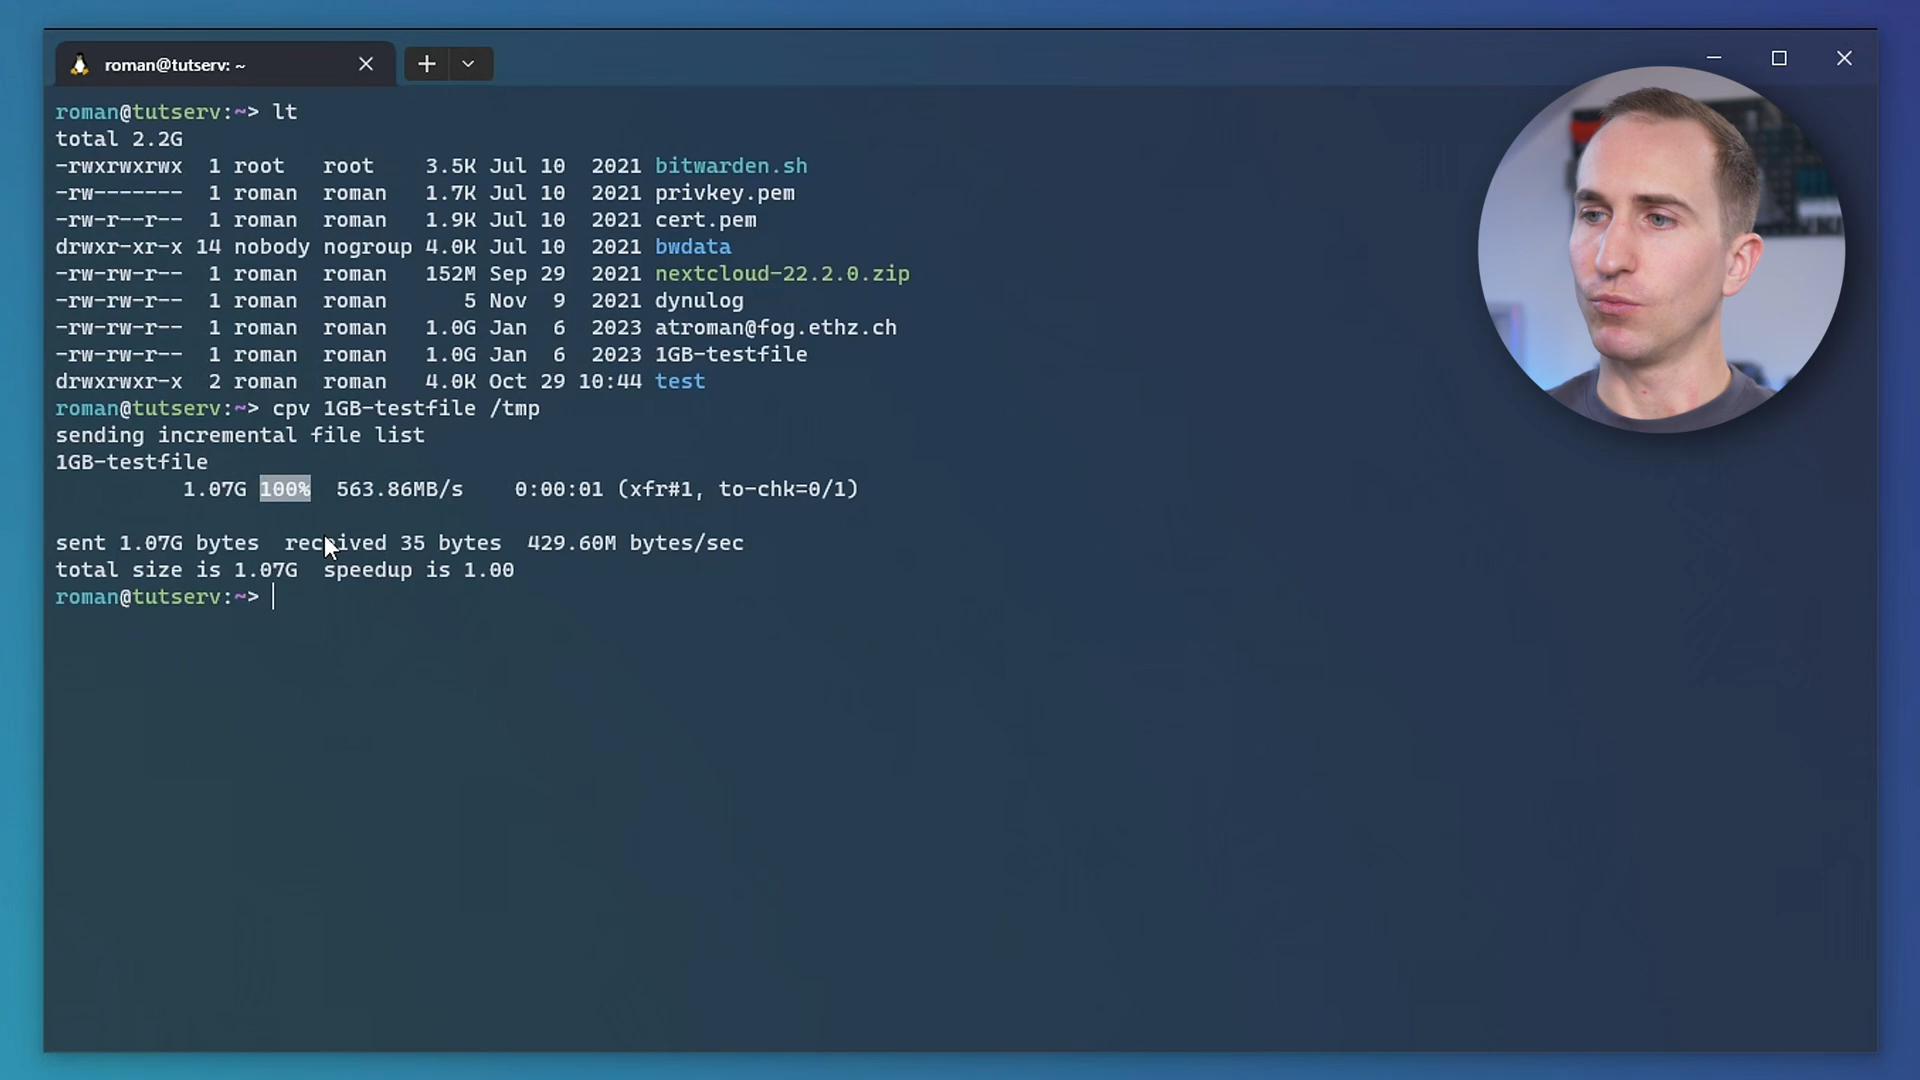 roman@tutserv: ~
roman@tutserv:~> lt
total 2.2G
-rwxrwxrwx  1 root   root    3.5K Jul 10  2021 bitwarden.sh
-rw-------  1 roman  roman   1.7K Jul 10  2021 privkey.pem
-rw-r--r--  1 roman  roman   1.9K Jul 10  2021 cert.pem
drwxr-xr-x 14 nobody nogroup 4.0K Jul 10  2021 bwdata
-rw-rw-r--  1 roman  roman   152M Sep 29  2021 nextcloud-22.2.0.zip
-rw-rw-r--  1 roman  roman      5 Nov  9  2021 dynulog
-rw-rw-r--  1 roman  roman   1.0G Jan  6  2023 atroman@fog.ethz.ch
-rw-rw-r--  1 roman  roman   1.0G Jan  6  2023 1GB-testfile
drwxrwxr-x  2 roman  roman   4.0K Oct 29 10:44 test
roman@tutserv:~> cpv 1GB-testfile /tmp
sending incremental file list
1GB-testfile
          1.07G 100%  563.86MB/s    0:00:01 (xfr#1, to-chk=0/1)
sent 1.07G bytes  received 35 bytes  429.60M bytes/sec
total size is 1.07G  speedup is 1.00
roman@tutserv:~>